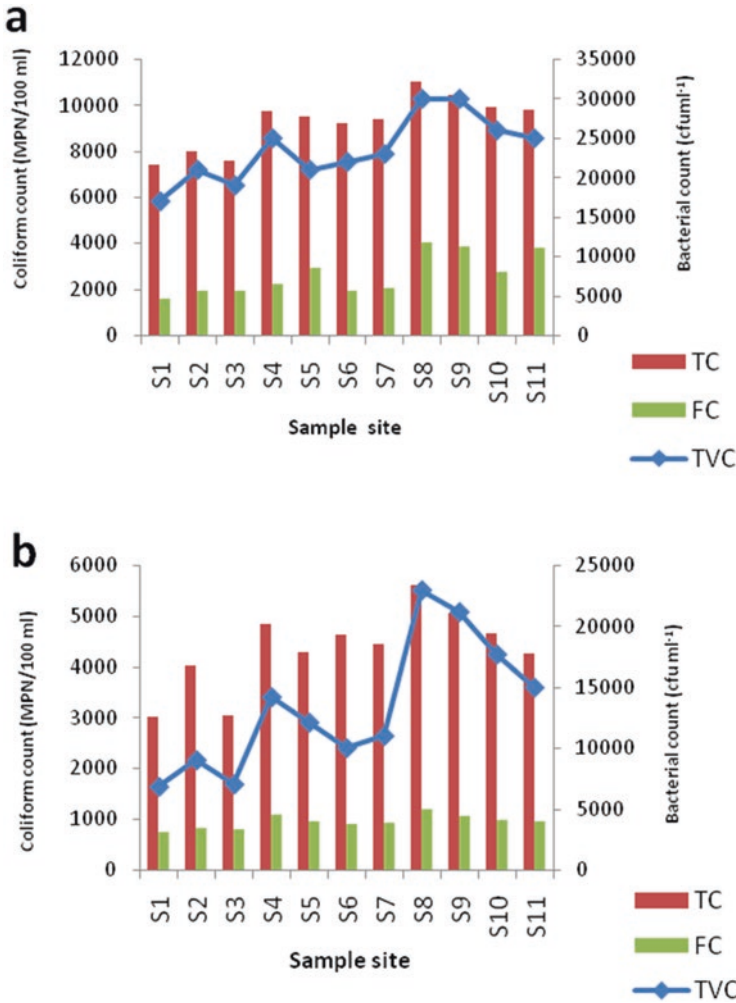 a
Coliform count (MPN/100 ml)
12000
10000
8000
6000
4000
2000
0
35000
30000
25000
20000
15000
10000
5000
0
Bacterial count (cfuml-1)
S1 S2 S3 S4 S5 S6 S7 S8 S9 S10 S11
Sample site
TC
FC
TVC
b
Coliform count (MPN/100 ml)
6000
5000
4000
3000
2000
1000
0
25000
20000
15000
10000
5000
0
Bacterial count (cfu ml-1)
S1 S2 S3 S4 S5 S6 S7 S8 S9 S10 S11
Sample site
TC
FC
TVC